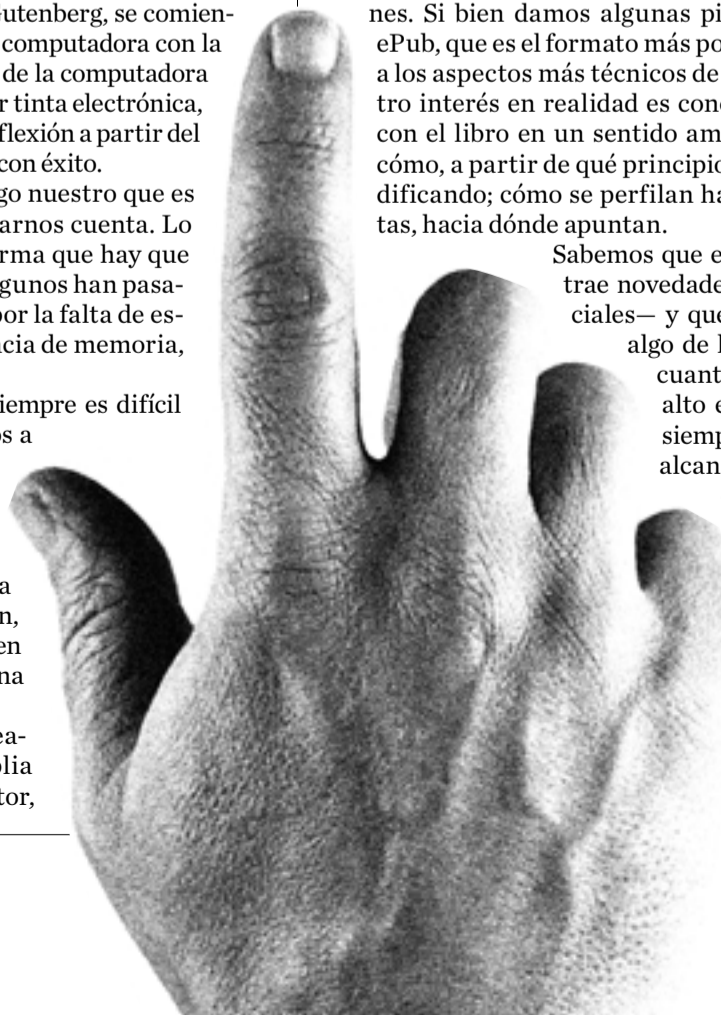 Gutenberg, se comien-
computadora con la
de la computadora
r tinta electrónica,
flexión a partir del
con éxito.
go nuestro que es
arnos cuenta. Lo
rma que hay que
gunos han pasa-
por la falta de es-
ncia de memoria,
iempre es difícil
os a
a
n,
en
na
ea-
plia
tor,
nes. Si bien damos algunas pi
ePub, que es el formato más po
a los aspectos más técnicos de
tro interés en realidad es con
con el libro en un sentido am
cómo, a partir de qué principio
dificando; cómo se perfilan ha
tas, hacia dónde apuntan.
Sabemos que e
trae novedade
ciales— y que
algo de l
cuant
alto e
siemp
alcan